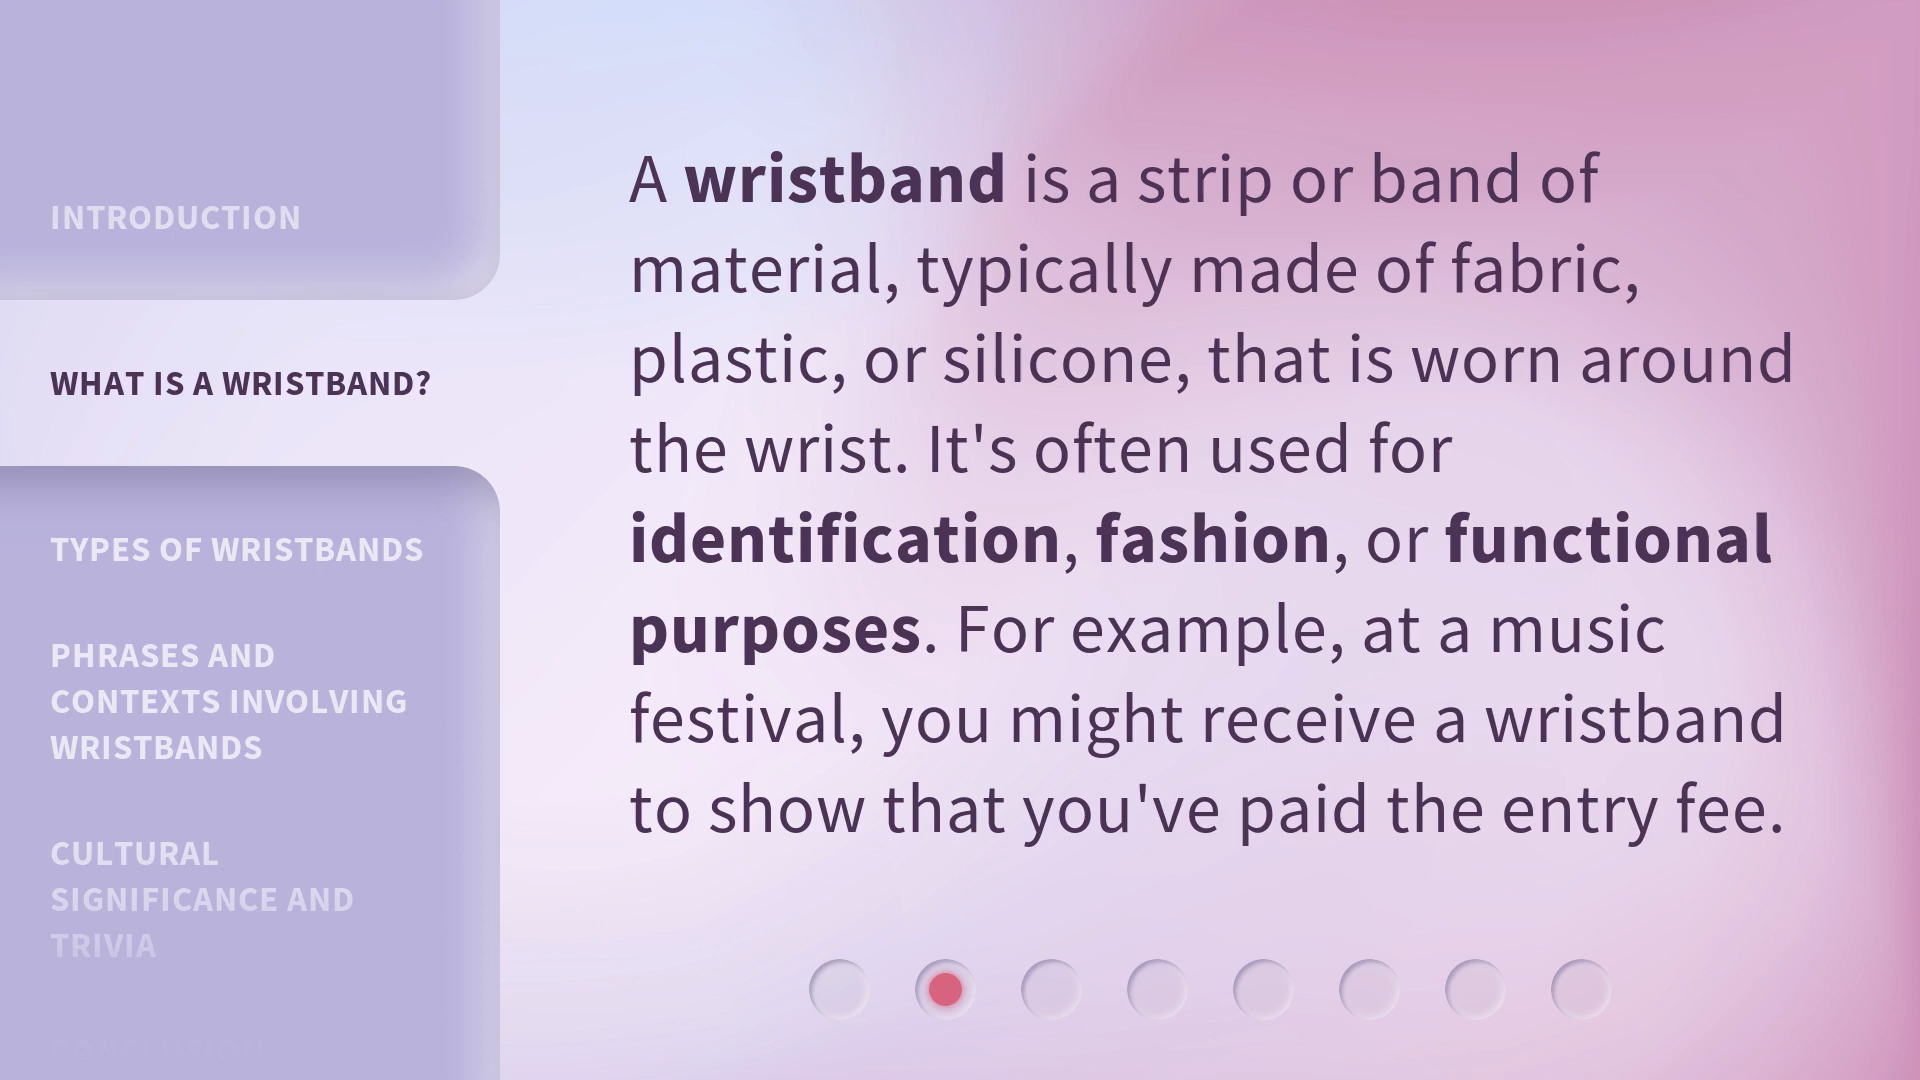 INTRODUCTION
WHAT IS A WRISTBAND?
TYPES OF WRISTBANDS
PHRASES AND
CONTEXTS INVOLVING
WRISTBANDS
CULTURAL
SIGNIFICANCE AND
TRIVIA
CONCLUSION
A wristband is a strip or band of
material, typically made of fabric,
plastic, or silicone, that is worn around
the wrist. It's often used for
identification, fashion, or functional
purposes. For example, at a music
festival, you might receive a wristband
to show that you've paid the entry fee.